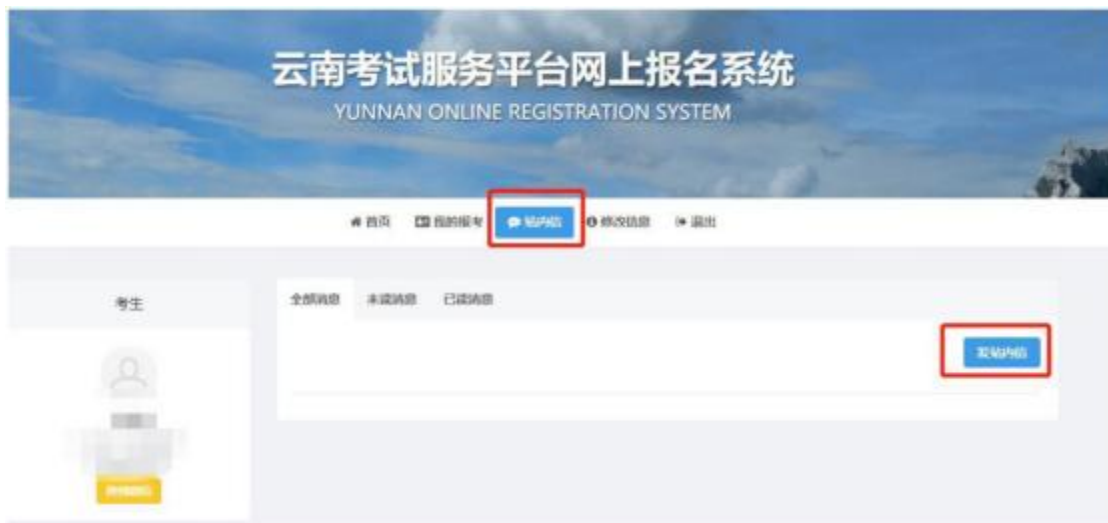 云南考试服务平台网上报名系统
YUNNAN ONLINE REGISTRATION SYSTEM
首页 我的报考 站内信 修改信息 退出
考生
全部消息 未读消息 已读消息
发站内信